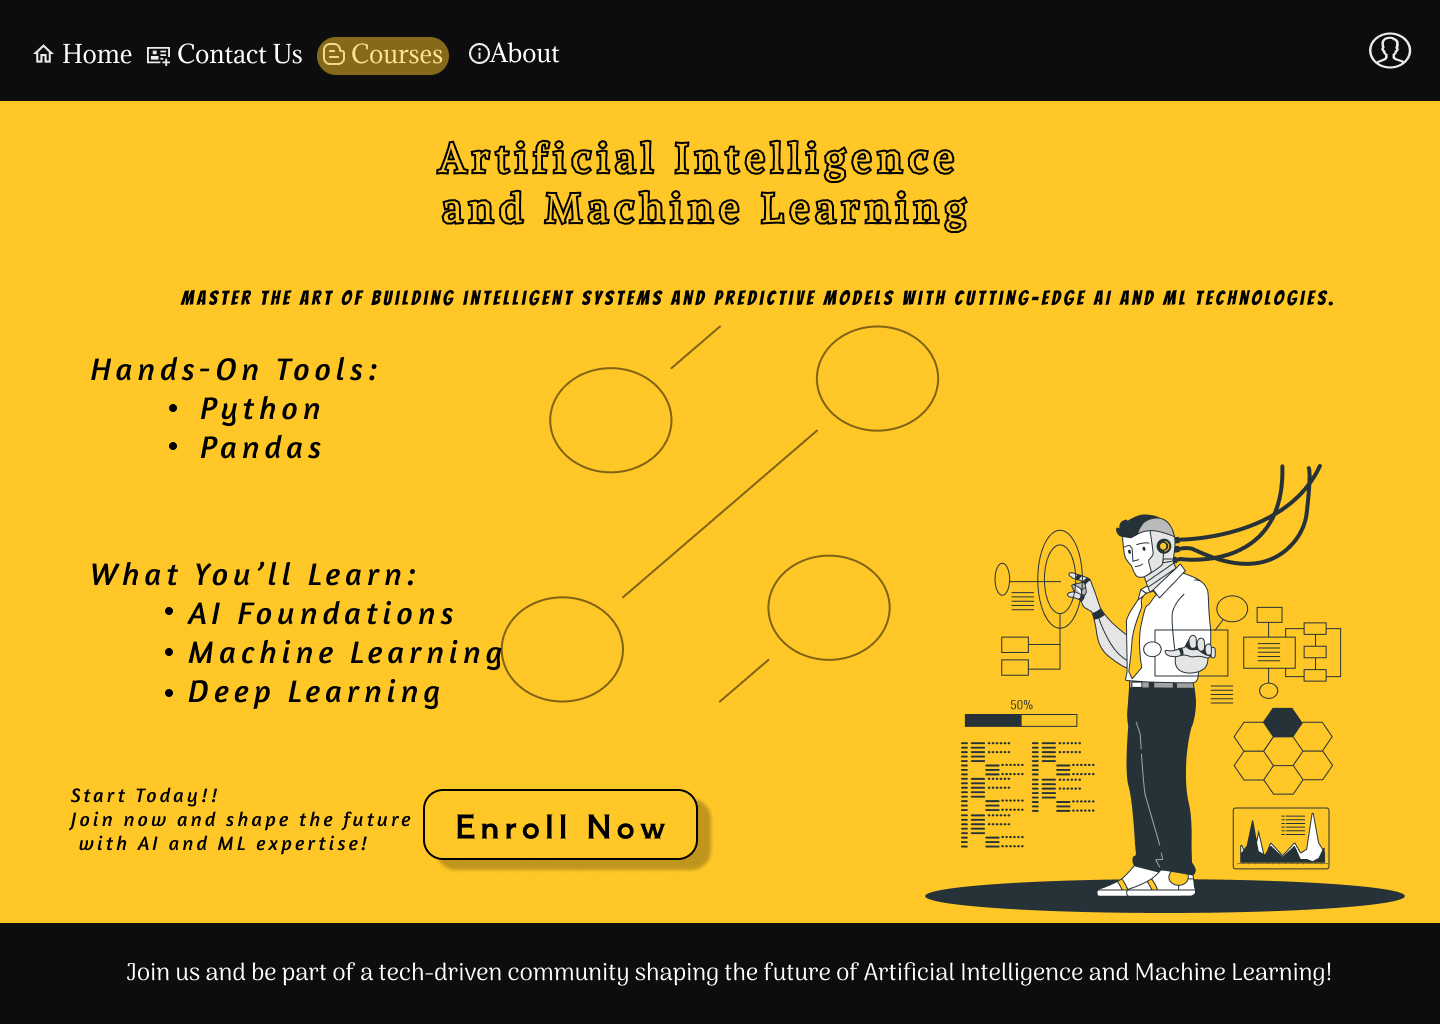 Home Contact Us Courses About
Artificial Intelligence
and Machine Learning
MASTER THE ART OF BUILDING INTELLIGENT SYSTEMS AND PREDICTIVE MODELS WITH CUTTING-EDGE AI AND ML TECHNOLOGIES.
Hands-On Tools:
• Python
• Pandas
What You’ll Learn:
• AI Foundations
• Machine Learning
• Deep Learning
50%
Start Today!!
Join now and shape the future
with AI and ML expertise!
Enroll Now
Join us and be part of a tech-driven community shaping the future of Artificial Intelligence and Machine Learning!